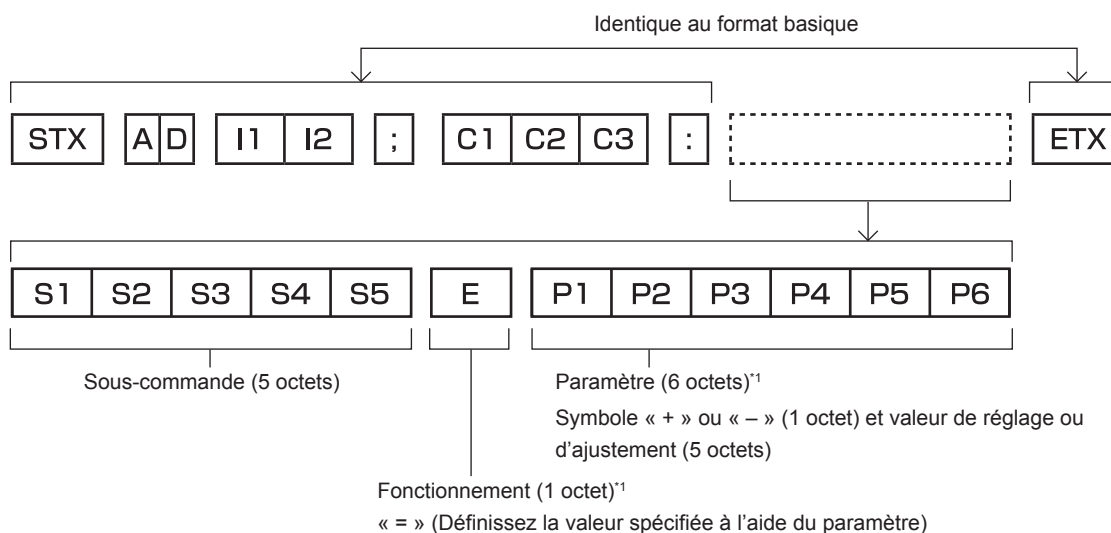 Identique au format basique
STX A D I1 I2 ; C1 C2 C3 : ETX
S1 S2 S3 S4 S5 E P1 P2 P3 P4 P5 P6
Sous-commande (5 octets)
Paramètre (6 octets)*1
Symbole « + » ou « – » (1 octet) et valeur de réglage ou
d’ajustement (5 octets)
Fonctionnement (1 octet)*1
« = » (Définissez la valeur spécifiée à l’aide du paramètre)